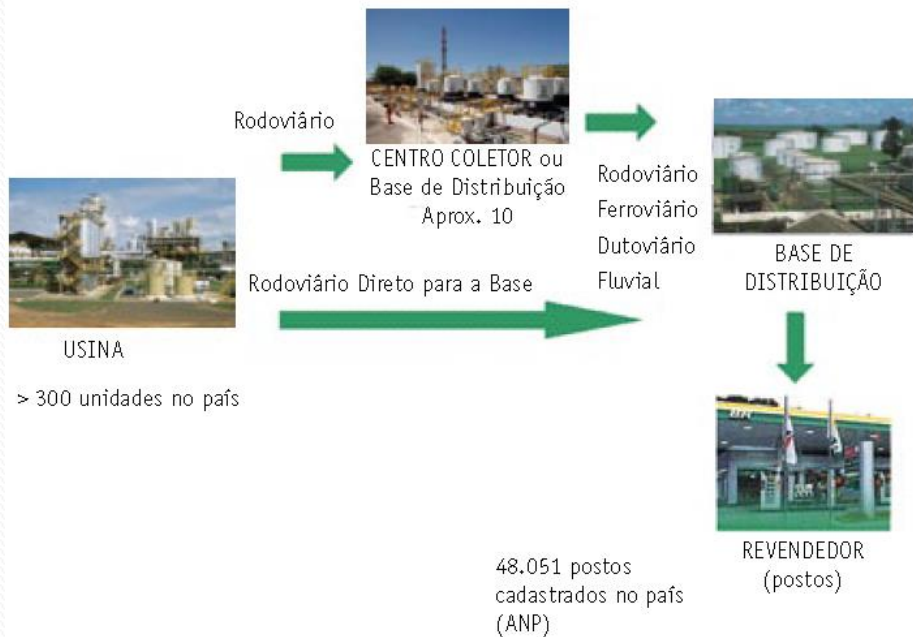 Rodoviário
CENTRO COLETOR ou
Base de Distribuição
Aprox. 10
Rodoviário
Ferroviário
Dutoviário
Fluvial
BASE DE
DISTRIBUIÇÃO
Rodoviário Direto para a Base
USINA
> 300 unidades no país
REVENDEDOR
(postos)
48.051 postos
cadastrados no país
(ANP)